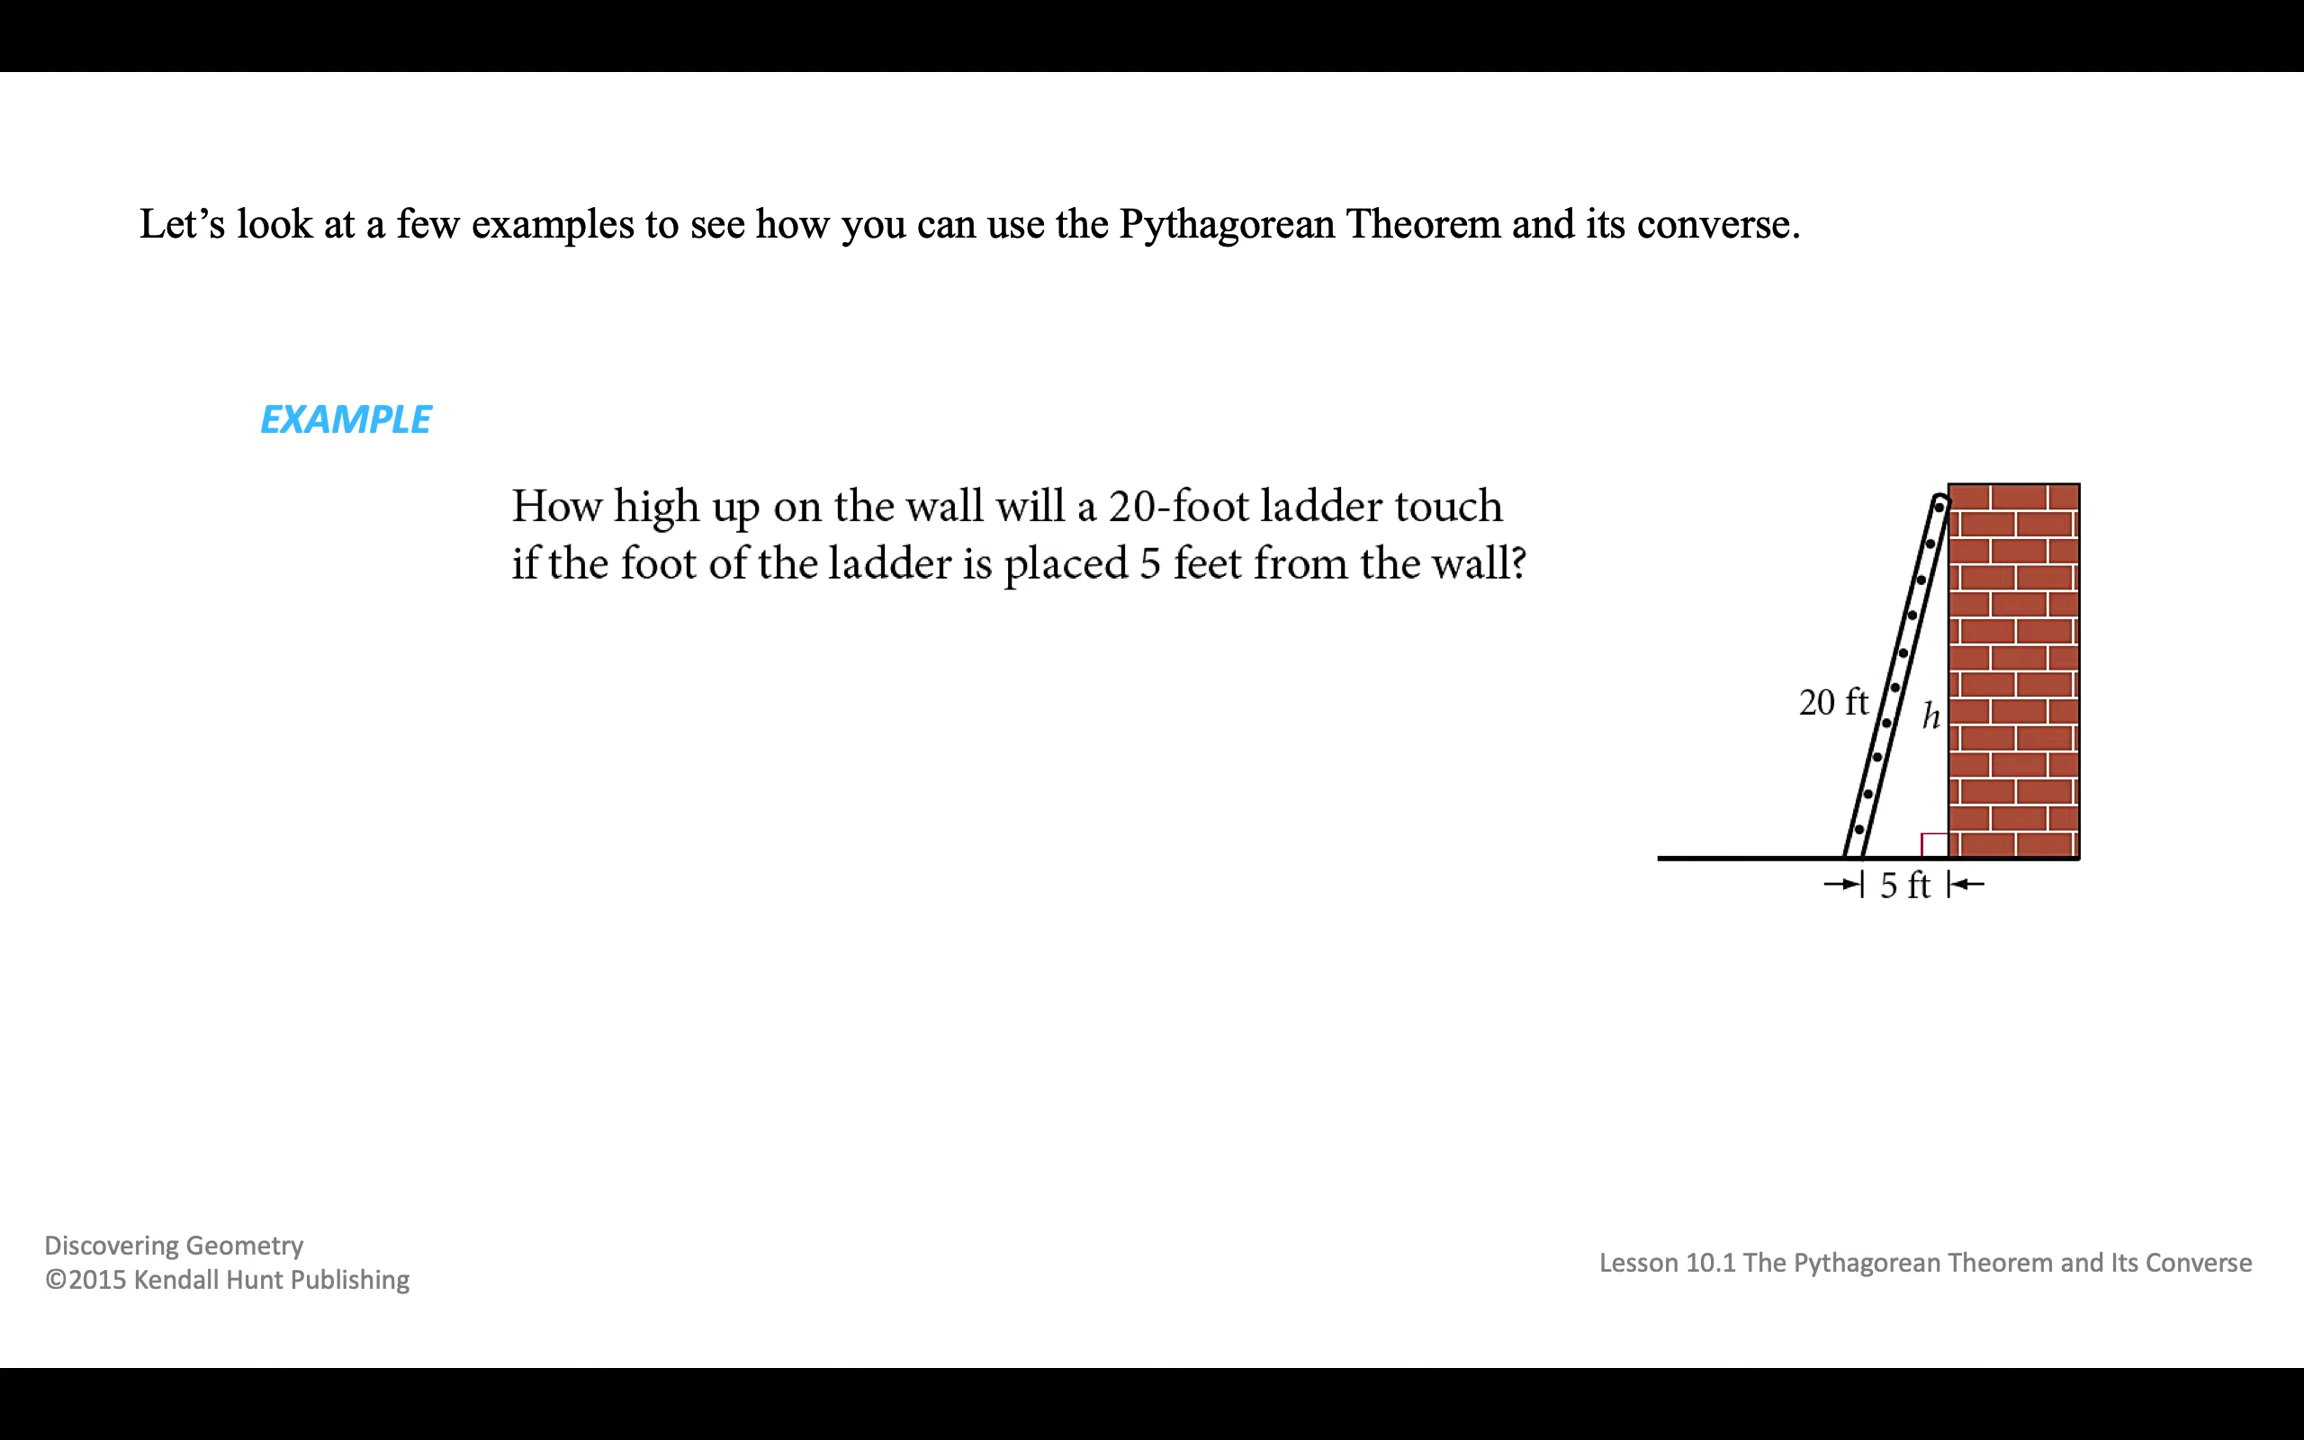 Let’s look at a few examples to see how you can use the Pythagorean Theorem and its converse.
EXAMPLE
How high up on the wall will a 20-foot ladder touch
if the foot of the ladder is placed 5 feet from the wall?
20 ft
h
5 ft
Discovering Geometry
©2015 Kendall Hunt Publishing
Lesson 10.1 The Pythagorean Theorem and Its Converse